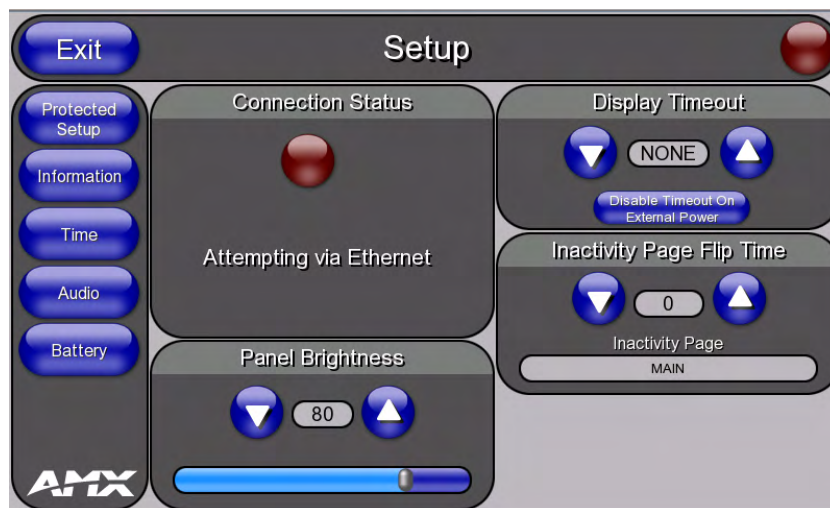 Exit
Setup
Protected
Setup
Information
Time
Audio
Battery
AMX
Connection Status
Attempting via Ethernet
Panel Brightness
80
Display Timeout
NONE
Disable Timeout On
External Power
Inactivity Page Flip Time
0
Inactivity Page
MAIN